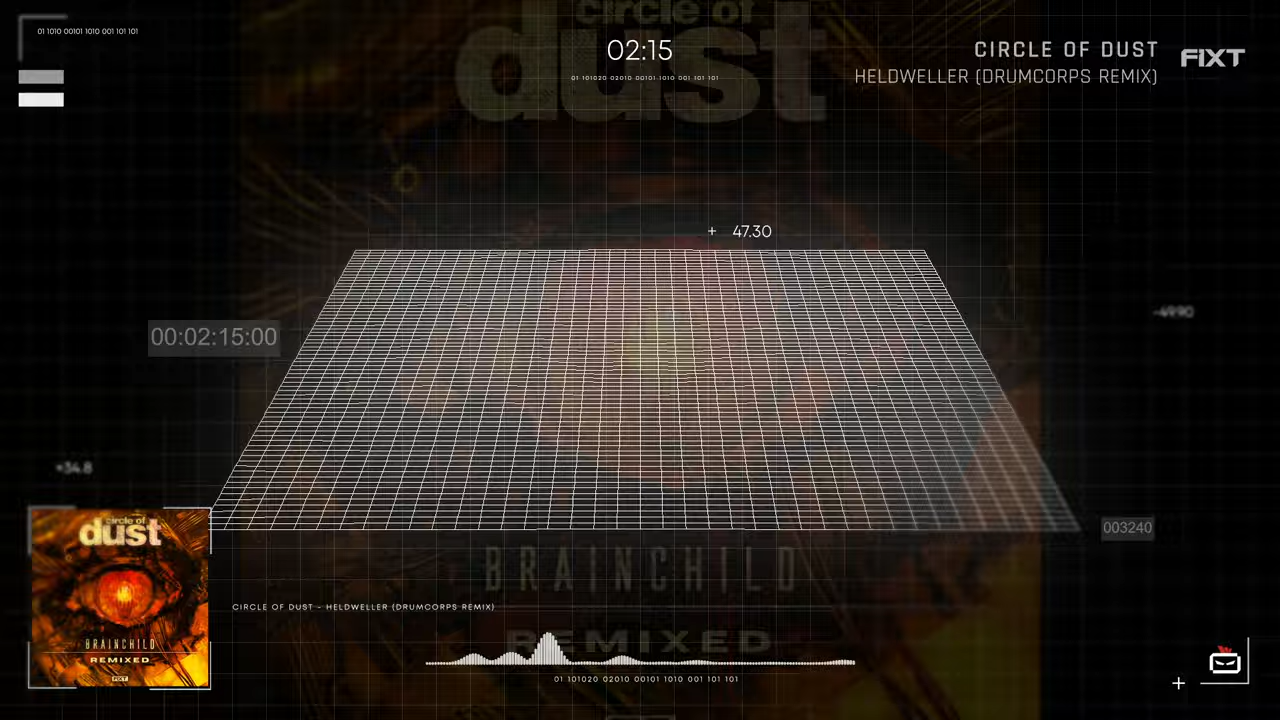 01 1010 00101 1010 001 101 101
circle of
dust
02:15
01 101020 02010 00101 1010 001 101 101
CIRCLE OF DUST
HELDWELLER (DRUMCORPS REMIX)
FIXT
+ 47.30
00:02:15:00
-4990
×34.8
003240
circle of
dust
BRAINCHILD
REMIXED
FIXT
BRAINCHILD
REMIXED
CIRCLE OF DUST - HELDWELLER (DRUMCORPS REMIX)
01 101020 02010 00101 1010 001 101 101
+